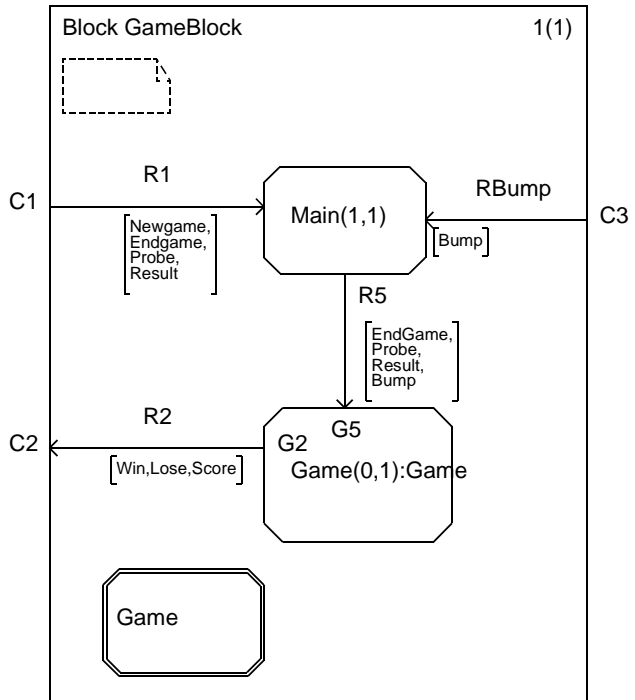 Block GameBlock 1(1)
R1
C1
Main(1,1)
RBump
C3
[Newgame,
Endgame,
Probe,
Result]
[Bump]
R5
[EndGame,
Probe,
Result,
Bump]
R2
C2
G5
G2
Game(0,1):Game
[Win,Lose,Score]
Game